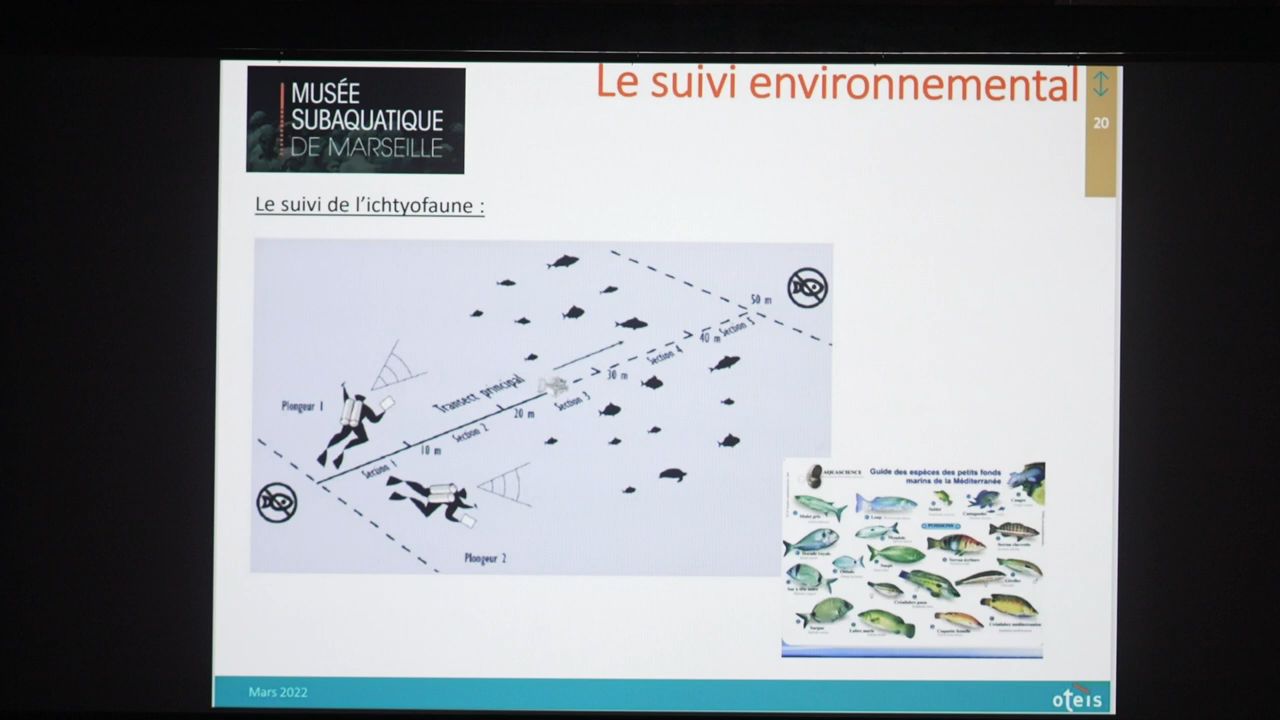 MUSÉE
SUBAQUATIQUE
DE MARSEILLE
Le suivi environnemental
20
Le suivi de l'ichtyofaune :
50 m
Section 5
40 m
Section 4
30 m
Section 3
Transect principal
20 m
Section 2
10 m
Section 1
Plongeur 1
Plongeur 2
AQUASCIENCE
Guide des espèces des petits fonds
marins de la Méditerranée
POISSONS
Mars 2022
oteis